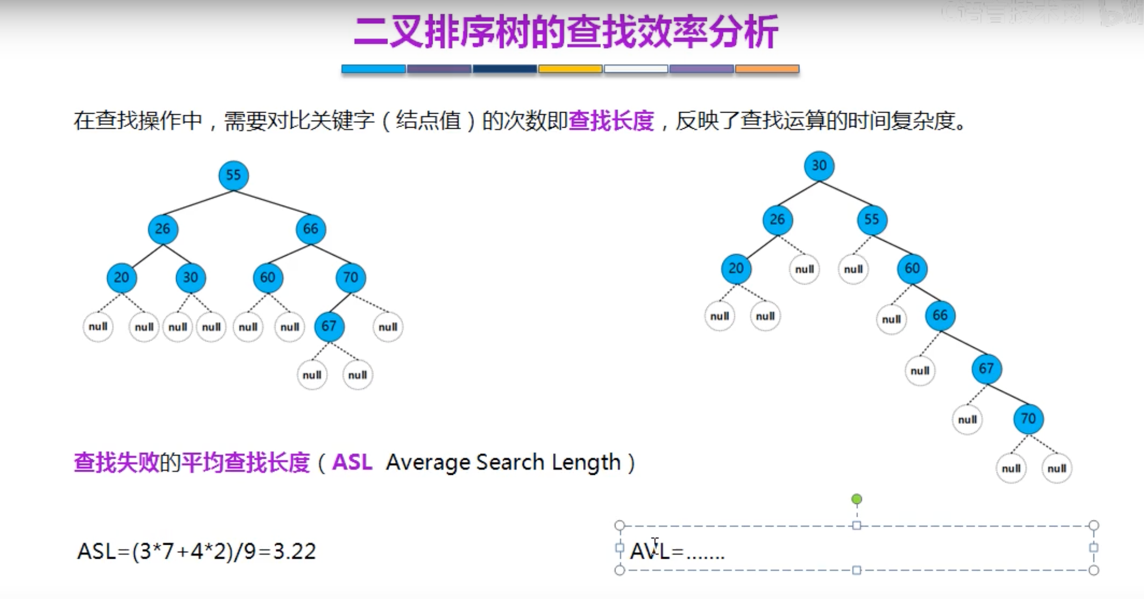 二叉排序树的查找效率分析
在查找操作中，需要对比关键字（结点值）的次数即查找长度，反映了查找运算的时间复杂度。
55
26 66
20 30 60 70
null null null null null null 67 null
null null
30
26 55
20 null null 60
null null null 66
null 67
null 70
null null
查找失败的平均查找长度（ASL Average Search Length）
ASL=(3*7+4*2)/9=3.22
AVL=.......